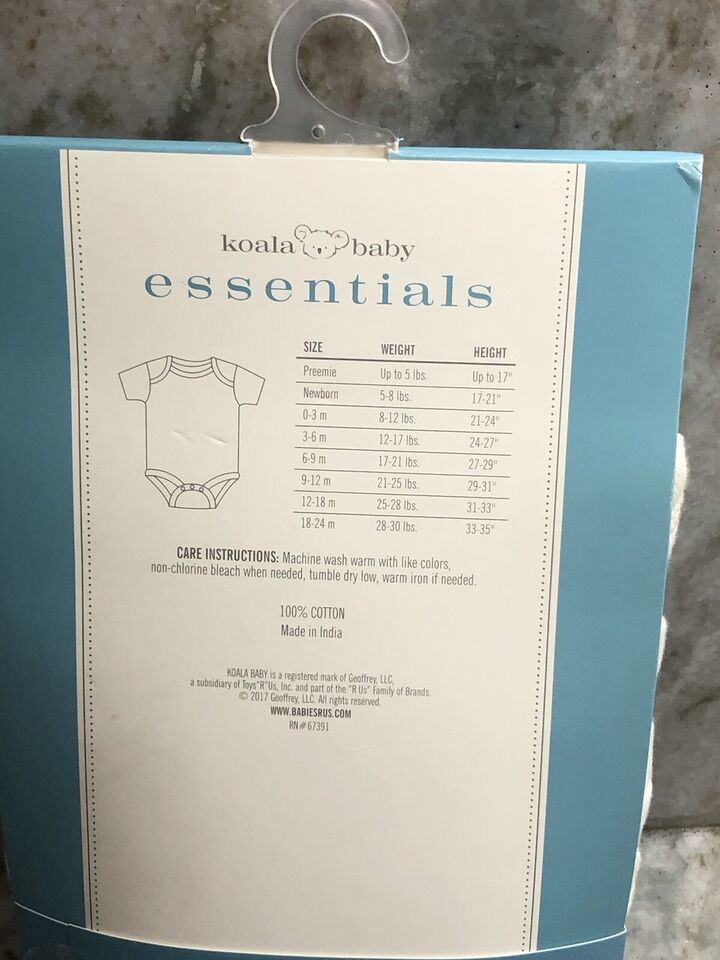 koala baby
essentials
SIZE WEIGHT HEIGHT
Preemie Up to 5 lbs. Up to 17"
Newborn 5-8 lbs. 17-21"
0-3 m 8-12 lbs. 21-24"
3-6 m 12-17 lbs. 24-27"
6-9 m 17-21 lbs. 27-29"
9-12 m 21-25 lbs. 29-31"
12-18 m 25-28 lbs. 31-33"
18-24 m 28-30 lbs. 33-35"
CARE INSTRUCTIONS: Machine wash warm with like colors,
non-chlorine bleach when needed, tumble dry low, warm iron if needed.
100% COTTON
Made in India
KOALA BABY is a registered mark of Geoffrey, LLC,
a subsidiary of Toys"R"Us, Inc. and part of the "R Us" Family of Brands.
© 2017 Geoffrey, LLC. All rights reserved.
WWW.BABIESRUS.COM
RN# 67391